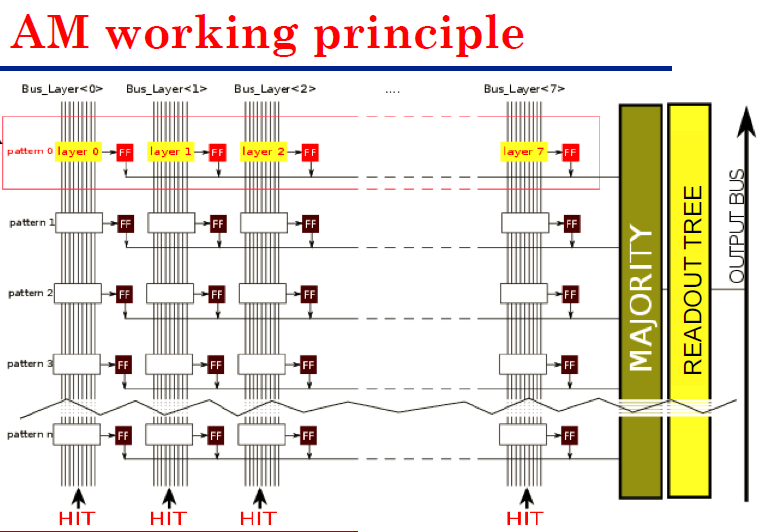 AM working principle
Bus_Layer<0> Bus_Layer<1> Bus_Layer<2> .... Bus_Layer<7>
pattern 0 layer 0 FF layer 1 FF layer 2 FF layer 7 FF
pattern 1 FF FF FF FF
pattern 2 FF FF FF FF
pattern 3 FF FF FF FF
pattern n FF FF FF FF
HIT HIT HIT HIT
MAJORITY
READOUT TREE
OUTPUT BUS